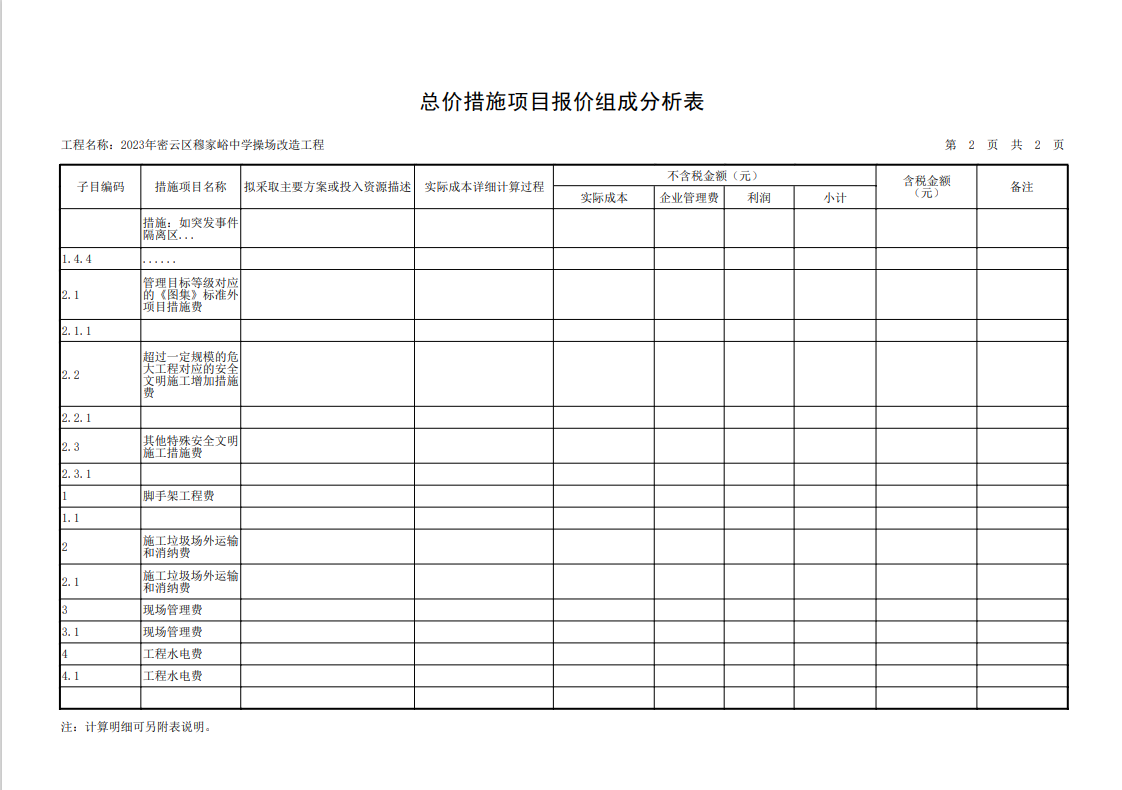 总价措施项目报价组成分析表
工程名称：2023年密云区穆家峪中学操场改造工程
第 2 页 共 2 页
子目编码 措施项目名称 拟采取主要方案或投入资源描述 实际成本详细计算过程 不含税金额（元） 含税金额
（元） 备注
实际成本 企业管理费 利润 小计
措施：如突发事件
隔离区...
1.4.4 ......
2.1 管理目标等级对应
的《图集》标准外
项目措施费
2.1.1
2.2 超过一定规模的危
大工程对应的安全
文明施工增加措施
费
2.2.1
2.3 其他特殊安全文明
施工措施费
2.3.1
1 脚手架工程费
1.1
2 施工垃圾场外运输
和消纳费
2.1 施工垃圾场外运输
和消纳费
3 现场管理费
3.1 现场管理费
4 工程水电费
4.1 工程水电费
注：计算明细可另附表说明。